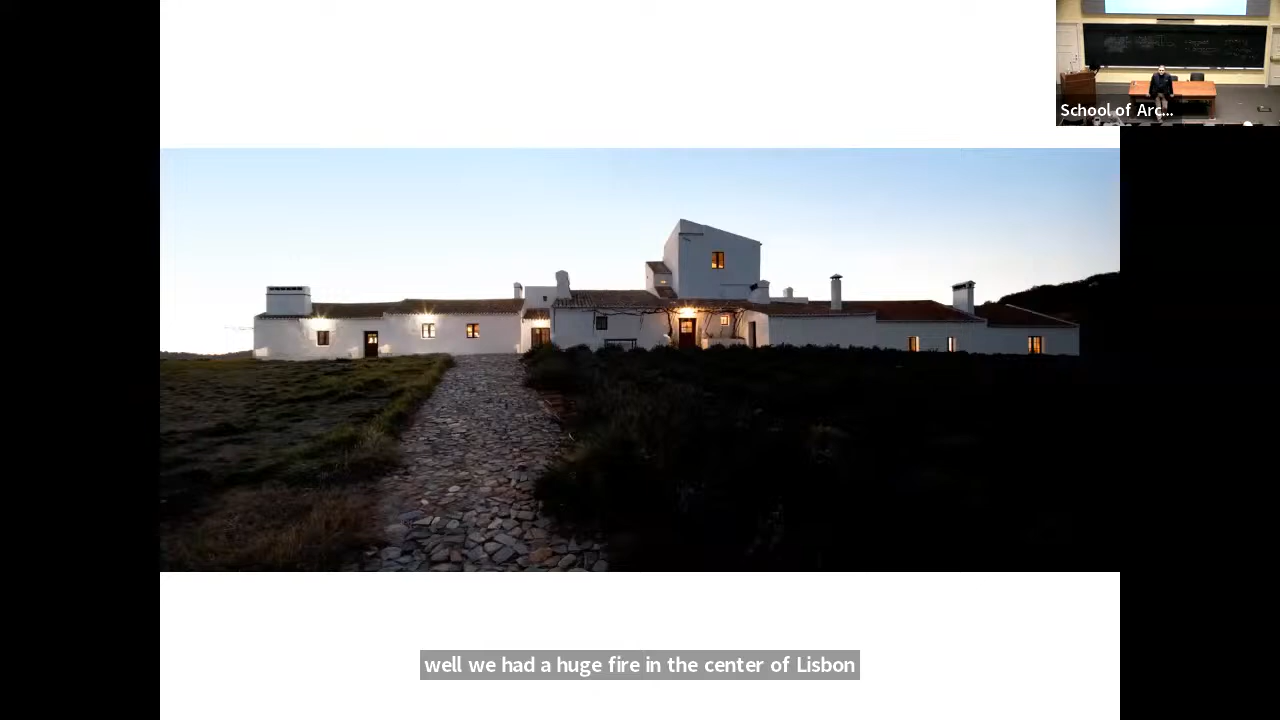 School of Arc...
well we had a huge fire in the center of Lisbon